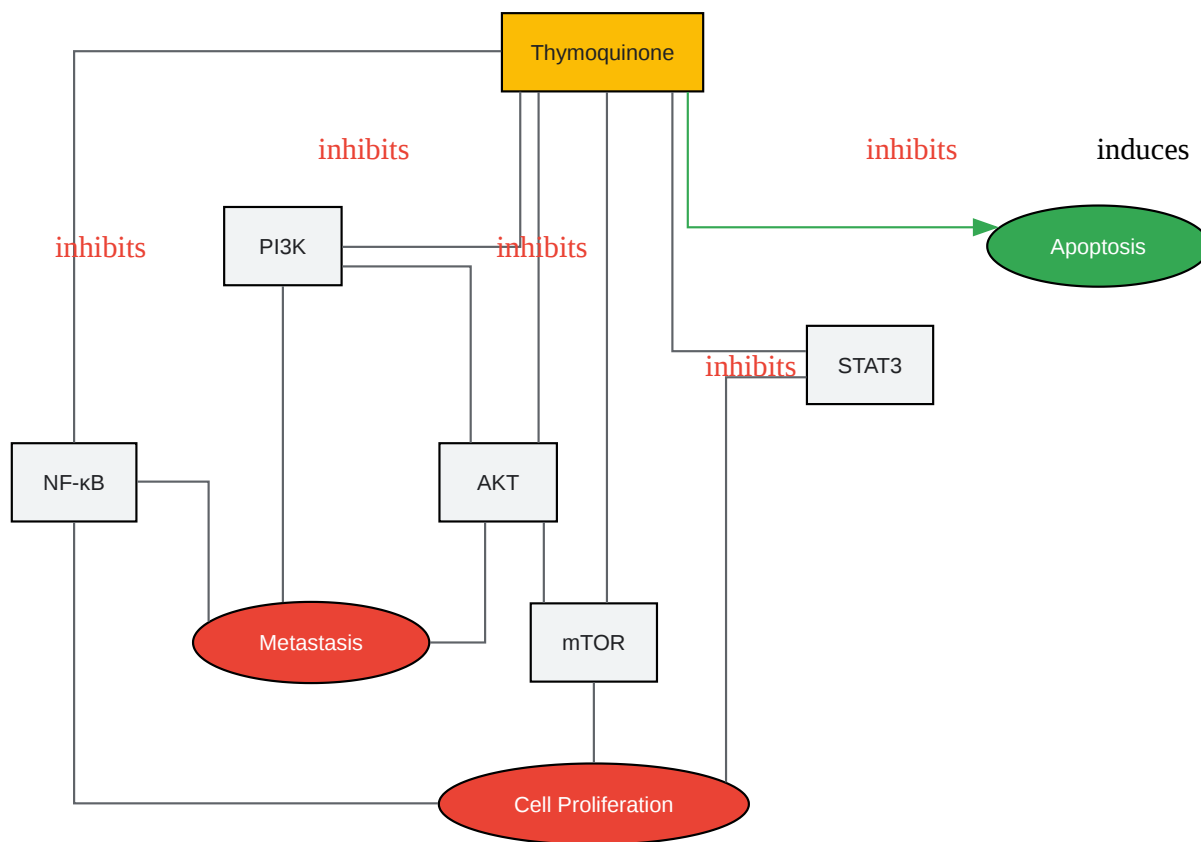 Thymoquinone
inhibits
inhibits
induces
PI3K
inhibits
inhibits
Apoptosis
STAT3
inhibits
NF-κB
AKT
Metastasis
mTOR
Cell Proliferation